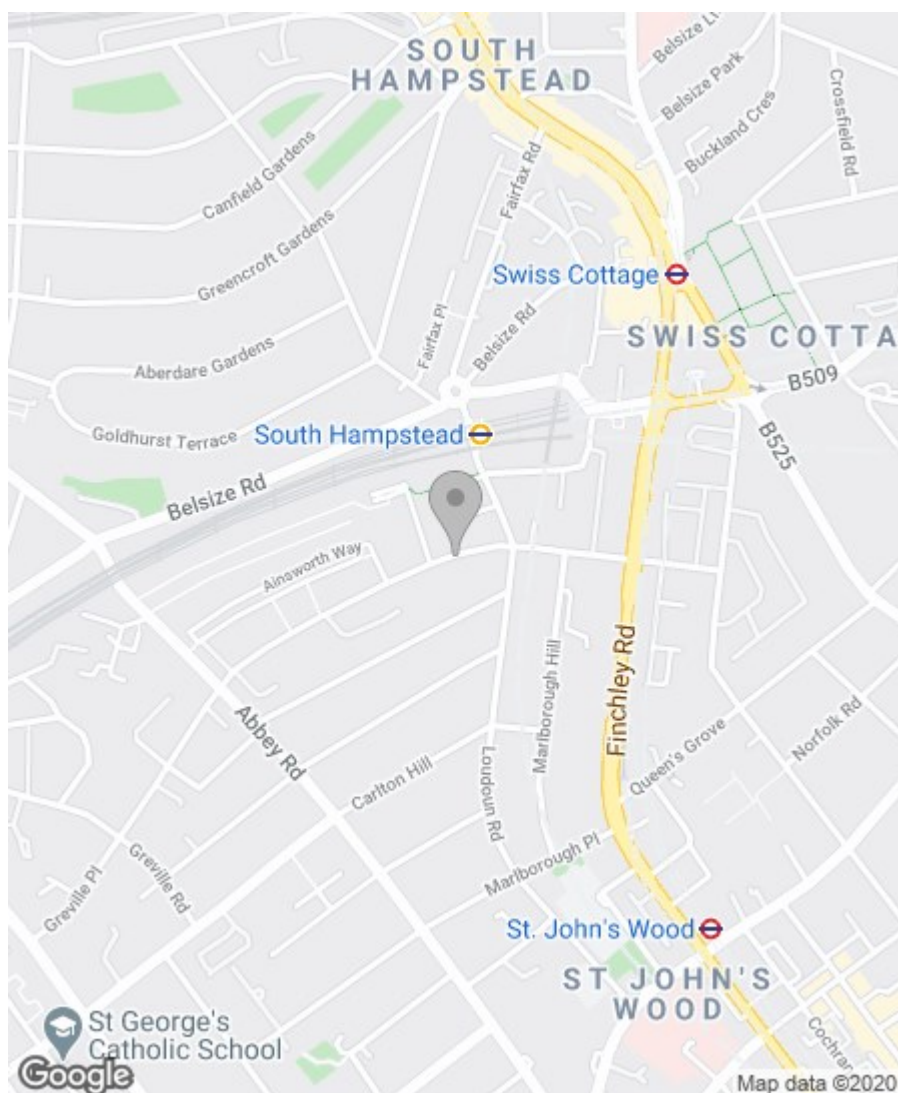 SOUTH
HAMPSTEAD
Belsize Ln
Belsize Park
Buckland Cres
Crossfield Rd
Canfield Gardens
Fairfax Rd
Greencroft Gardens
Swiss Cottage
Fairfax Pl
Belsize Rd
SWISS COTTA
Aberdare Gardens
B509
Goldhurst Terrace
South Hampstead
B525
Belsize Rd
Ainsworth Way
Finchley Rd
Marlborough Hill
Abbey Rd
Queen's Grove
Norfolk Rd
Carlton Hill
Loudoun Rd
Marlborough Pl
Greville Pl
Greville Rd
St. John's Wood
ST JOHN'S
WOOD
St George's
Catholic School
Cochran
Google
Map data ©2020